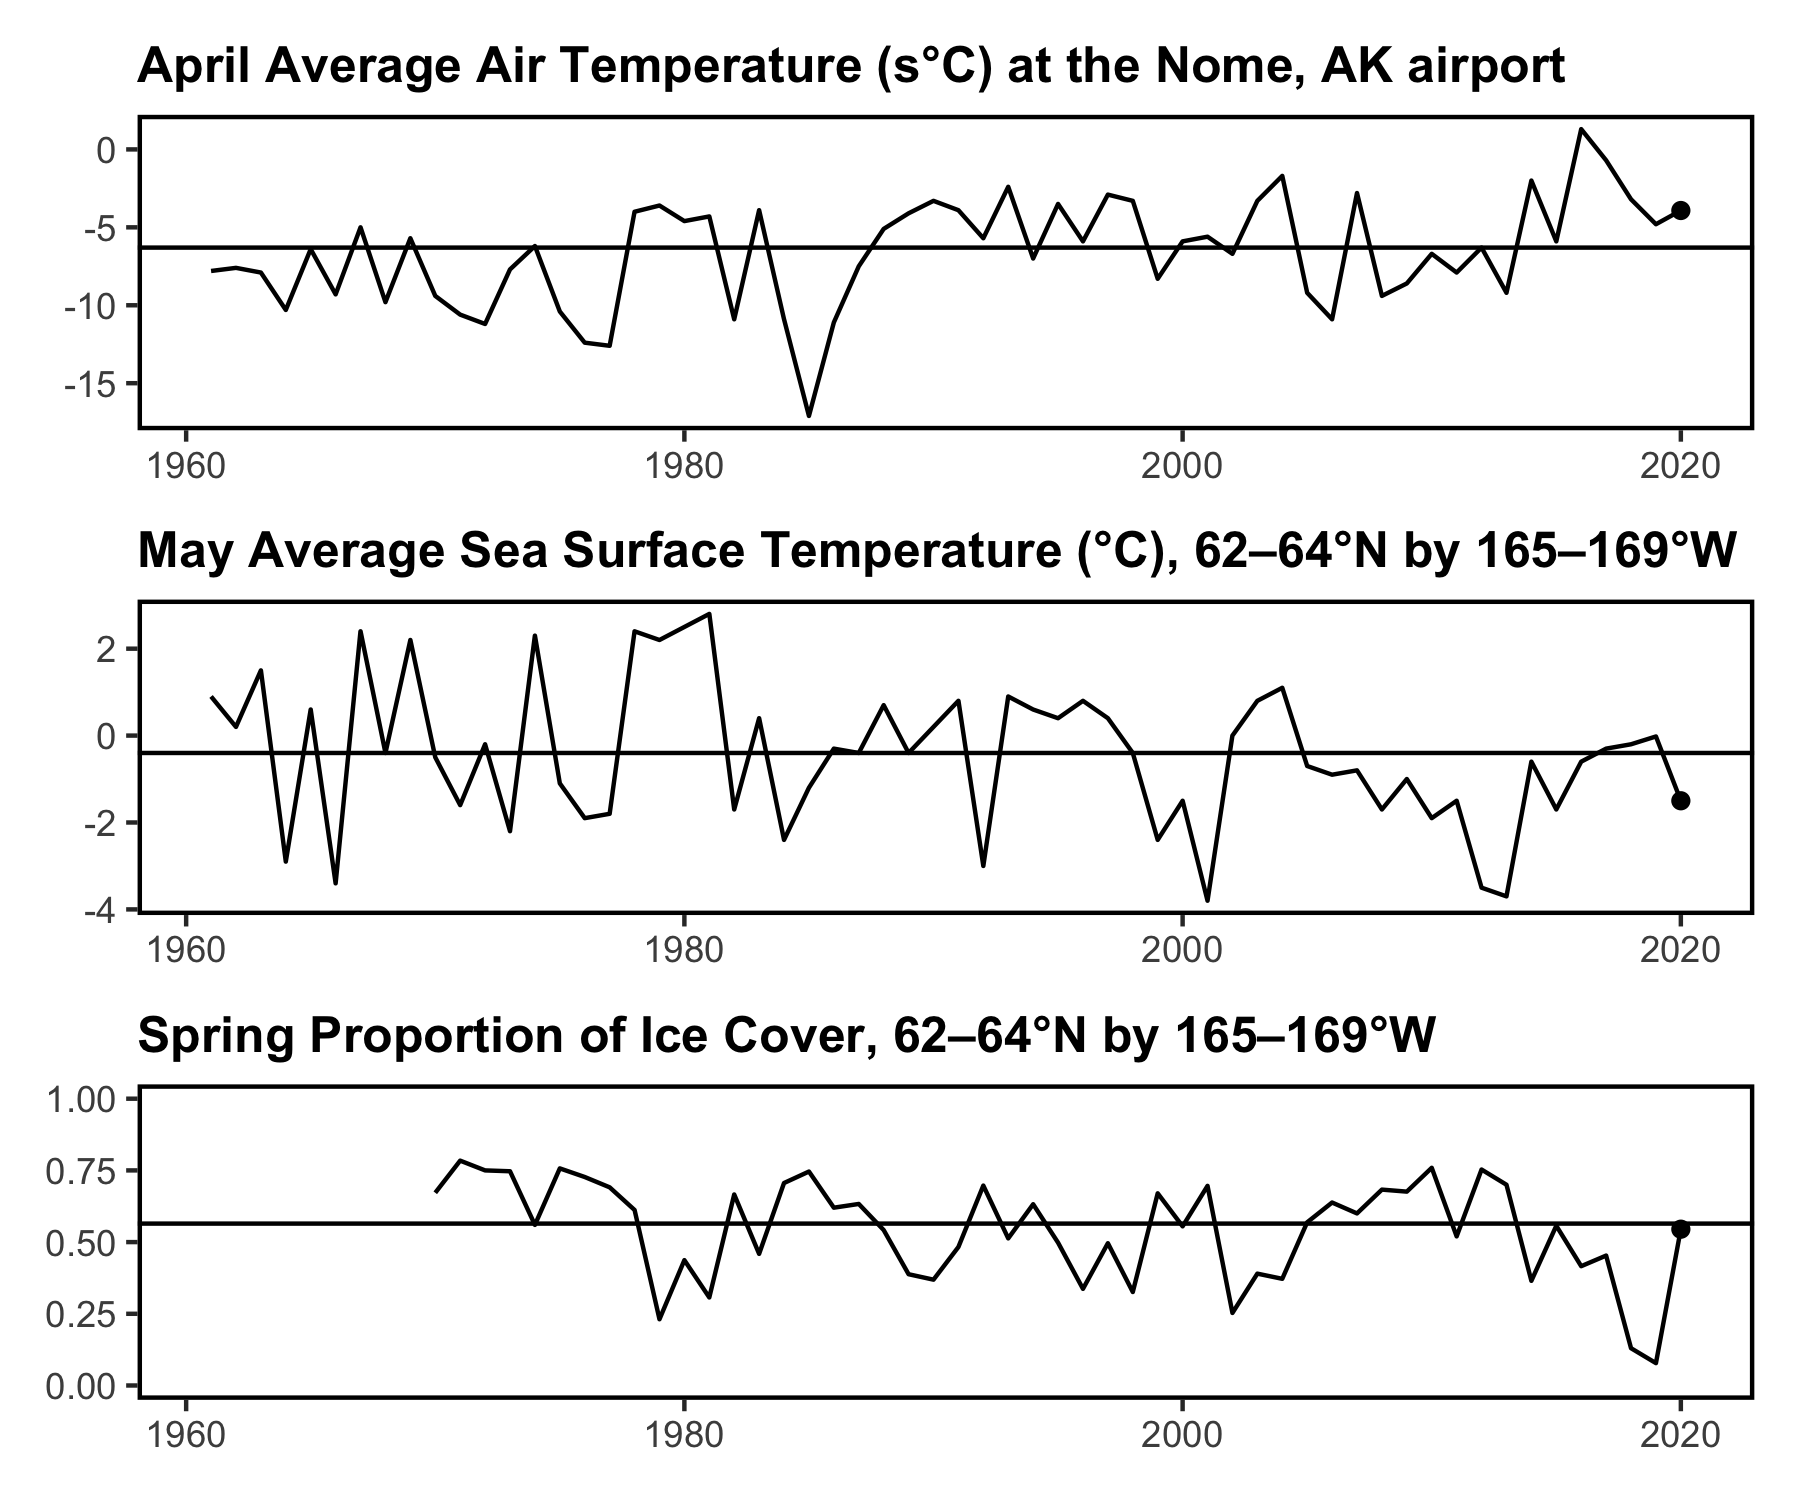 April Average Air Temperature (s°C) at the Nome, AK airport
0
-5
-10
-15
1960 1980 2000 2020
May Average Sea Surface Temperature (°C), 62–64°N by 165–169°W
2
0
-2
-4
1960 1980 2000 2020
Spring Proportion of Ice Cover, 62–64°N by 165–169°W
1.00
0.75
0.50
0.25
0.00
1960 1980 2000 2020